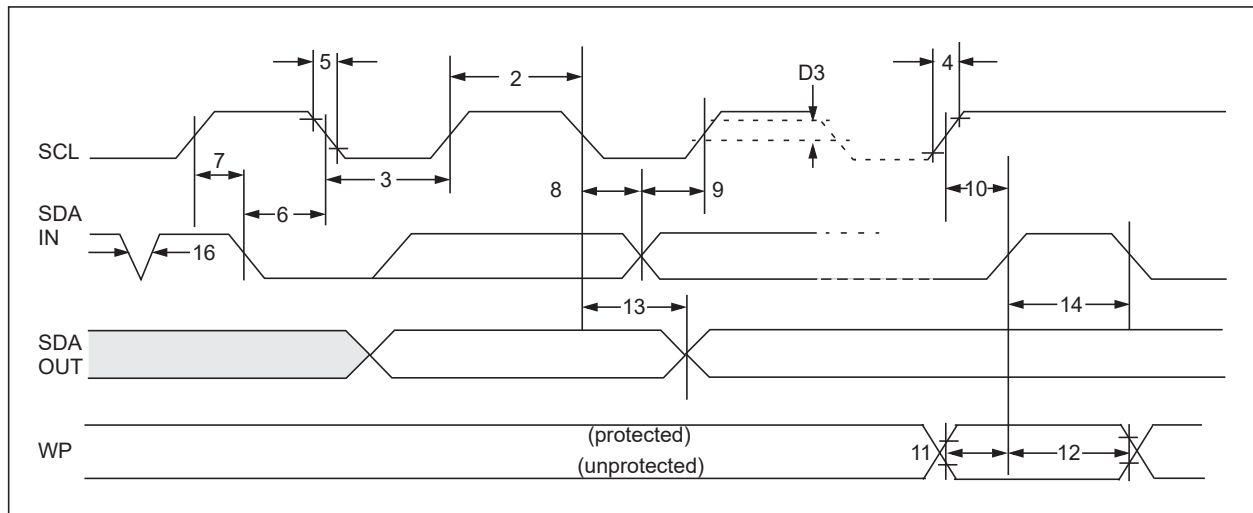 5
2
D3
4
SCL
7
3
8
9
10
6
SDA
IN
16
13
14
SDA
OUT
WP
(protected)
(unprotected)
11
12